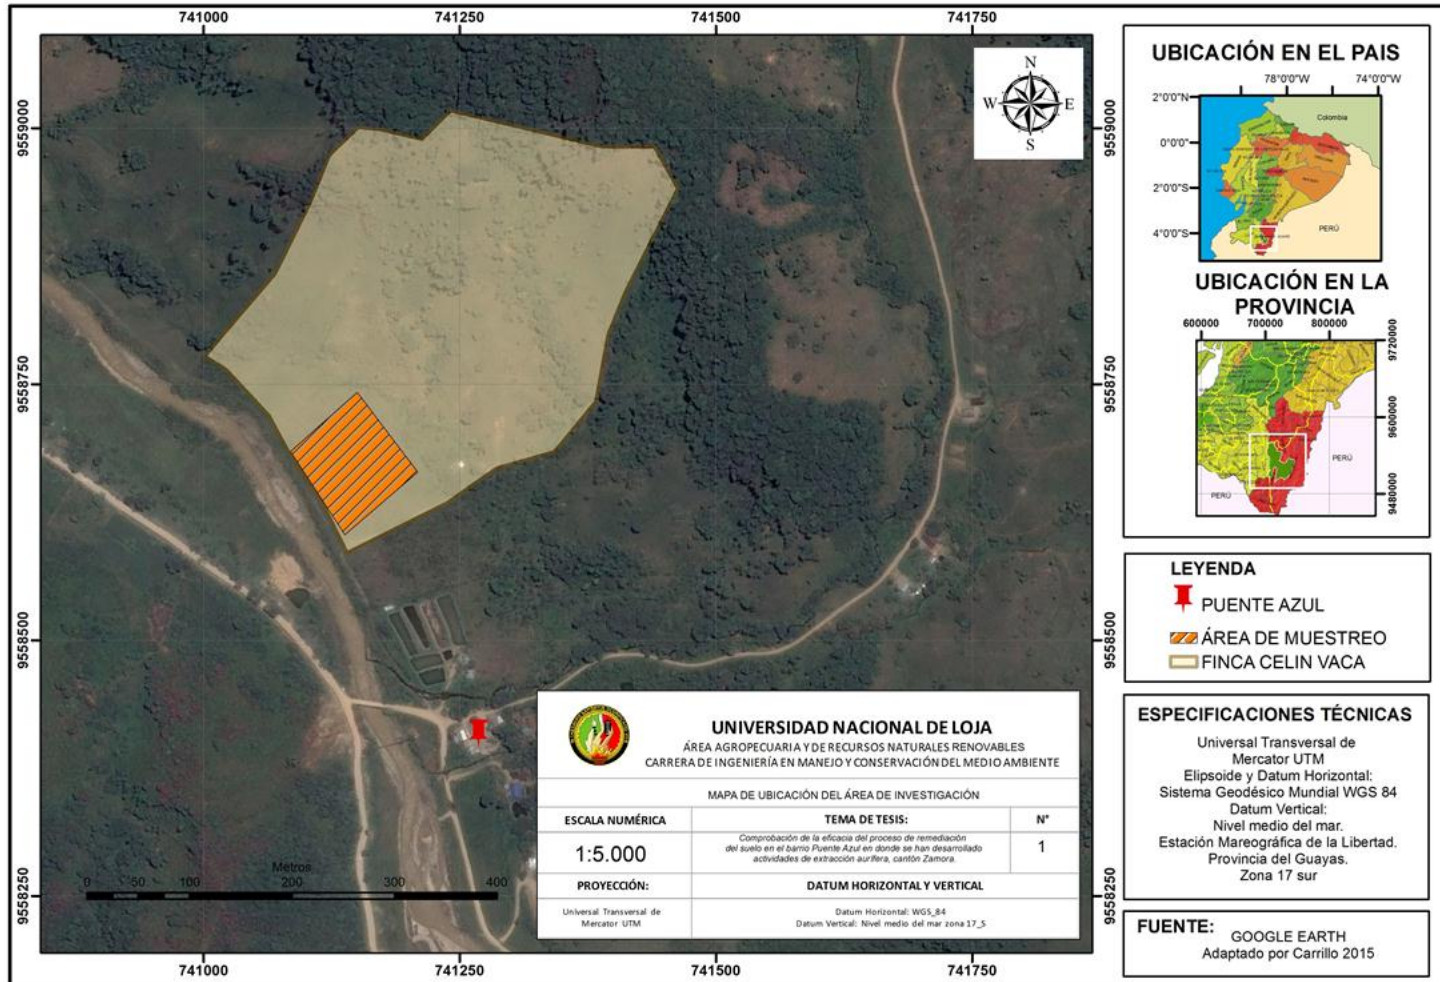 741000
741250
741500
741750
9559000
9558750
9558500
9558250
N
W
E
S
9559000
9558750
9558500
9558250
Metros
0
50
100
200
300
400
741000
741250
741500
741750
UNIVERSIDAD NACIONAL DE LOJA
ÁREA AGROPECUARIA Y DE RECURSOS NATURALES RENOVABLES
CARRERA DE INGENIERÍA EN MANEJO Y CONSERVACIÓN DEL MEDIO AMBIENTE
MAPA DE UBICACIÓN DEL ÁREA DE INVESTIGACIÓN
ESCALA NUMÉRICA
1:5.000
TEMA DE TESIS:
Comprobación de la eficacia del proceso de remediación
del suelo en el barrio Puente Azul en donde se han desarrollado
actividades de extracción aurífera, cantón Zamora.
N°
1
PROYECCIÓN:
Universal Transversal de
Mercator UTM
DATUM HORIZONTAL Y VERTICAL
Datum Horizontal: WGS_84
Datum Vertical: Nivel medio del mar zona 17_S
UBICACIÓN EN EL PAIS
78°0'0"W
74°0'0"W
2°0'0"N
0°0'0"
2°0'0"S
4°0'0"S
Colombia
PERÚ
UBICACIÓN EN LA
PROVINCIA
600000
700000
800000
9720000
9600000
9480000
PERÚ
PERÚ
LEYENDA
PUENTE AZUL
ÁREA DE MUESTREO
FINCA CELIN VACA
ESPECIFICACIONES TÉCNICAS
Universal Transversal de
Mercator UTM
Elipsoide y Datum Horizontal:
Sistema Geodésico Mundial WGS 84
Datum Vertical:
Nivel medio del mar.
Estación Mareográfica de la Libertad.
Provincia del Guayas.
Zona 17 sur
FUENTE:
GOOGLE EARTH
Adaptado por Carrillo 2015